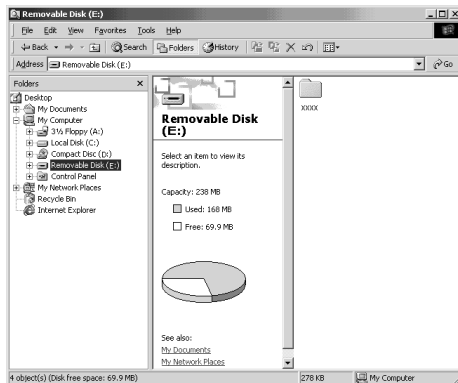 Removable Disk (E:)
File Edit View Favorites Tools Help
Back Search Folders History
Address Removable Disk (E:) Go
Folders
Desktop
My Documents
My Computer
3½ Floppy (A:)
Local Disk (C:)
Compact Disc (D:)
Removable Disk (E:)
Control Panel
My Network Places
Recycle Bin
Internet Explorer
Removable Disk
(E:)
Select an item to view its
description.
Capacity: 238 MB
Used: 168 MB
Free: 69.9 MB
See also:
My Documents
My Network Places
xxxx
4 object(s) (Disk free space: 69.9 MB) 278 KB My Computer